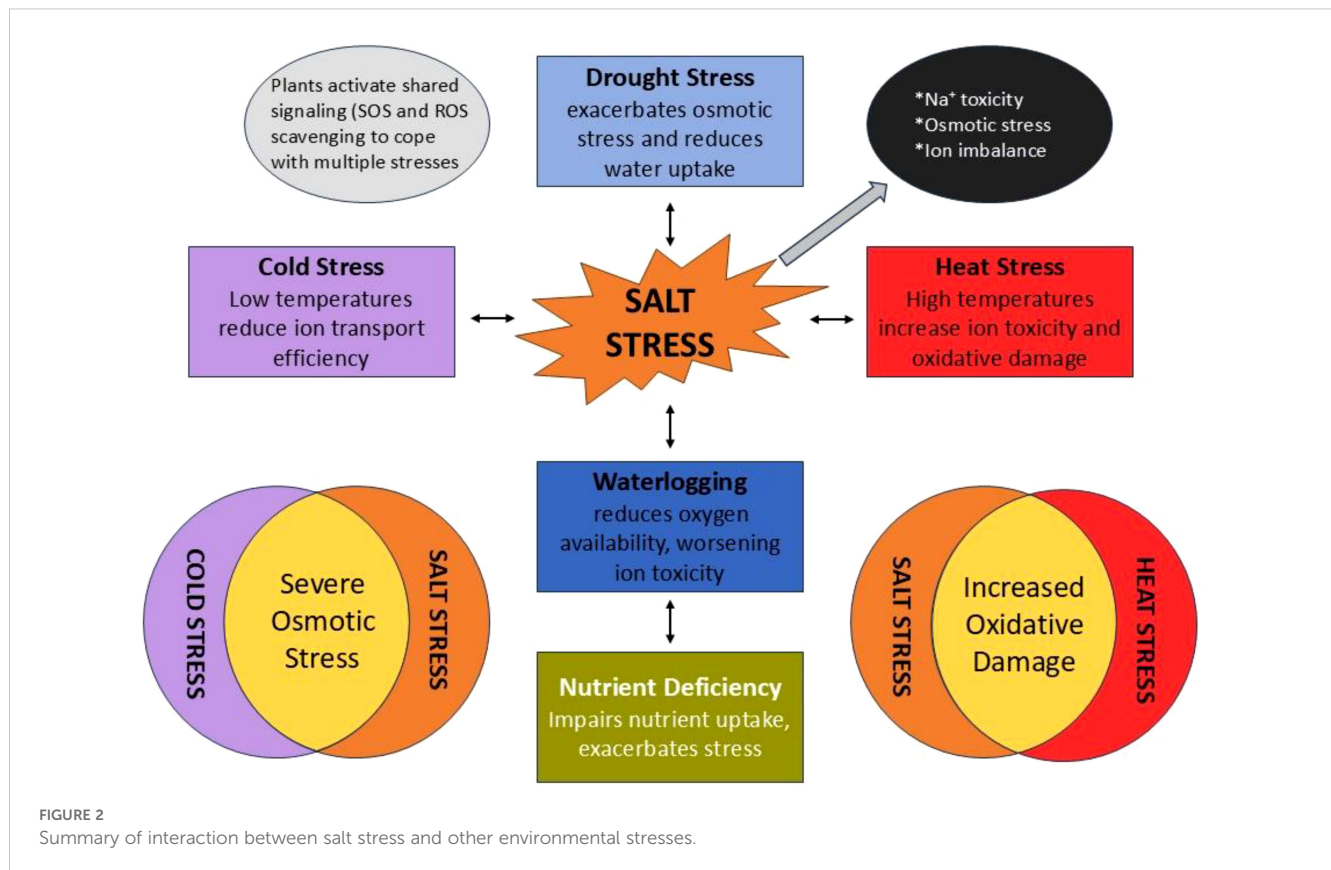 Plants activate shared
signaling (SOS and ROS
scavenging to cope
with multiple stresses
Drought Stress
exacerbates osmotic
stress and reduces
water uptake
*Na⁺ toxicity
*Osmotic stress
*Ion imbalance
Cold Stress
Low temperatures
reduce ion transport
efficiency
SALT
STRESS
Heat Stress
High temperatures
increase ion toxicity and
oxidative damage
Waterlogging
reduces oxygen
availability, worsening
ion toxicity
COLD STRESS
Severe
Osmotic
Stress
SALT STRESS
SALT STRESS
Increased
Oxidative
Damage
HEAT STRESS
Nutrient Deficiency
Impairs nutrient uptake,
exacerbates stress
FIGURE 2
Summary of interaction between salt stress and other environmental stresses.